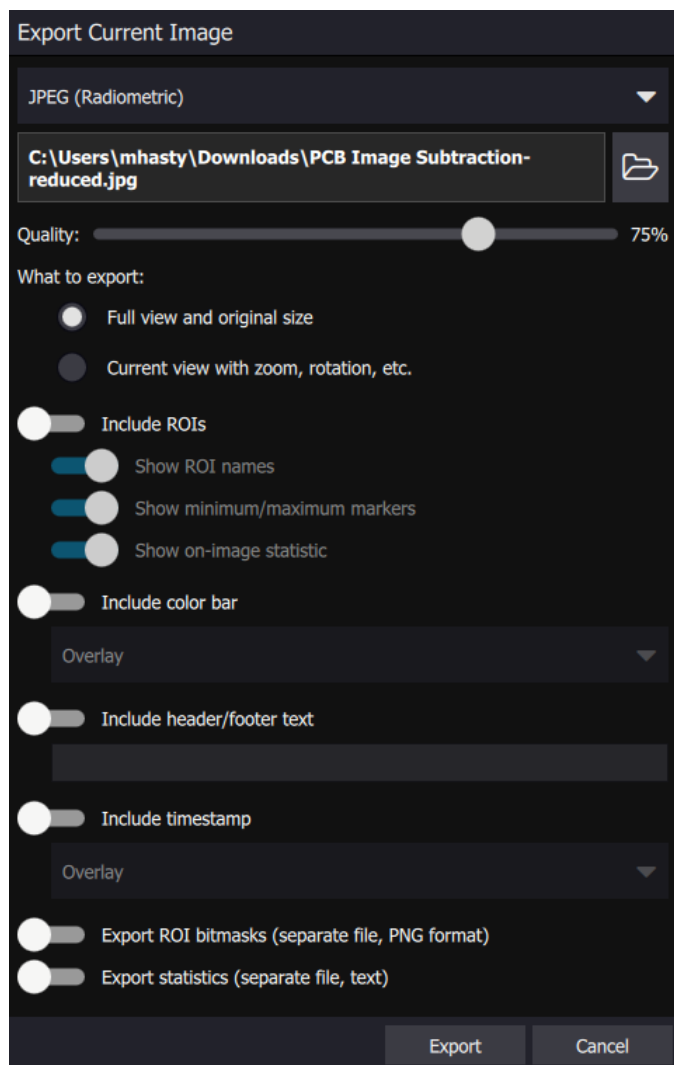 Export Current Image
JPEG (Radiometric)
C:\Users\mhasty\Downloads\PCB Image Subtraction-
reduced.jpg
Quality: 75%
What to export:
Full view and original size
Current view with zoom, rotation, etc.
Include ROIs
Show ROI names
Show minimum/maximum markers
Show on-image statistic
Include color bar
Overlay
Include header/footer text
Include timestamp
Overlay
Export ROI bitmasks (separate file, PNG format)
Export statistics (separate file, text)
Export Cancel